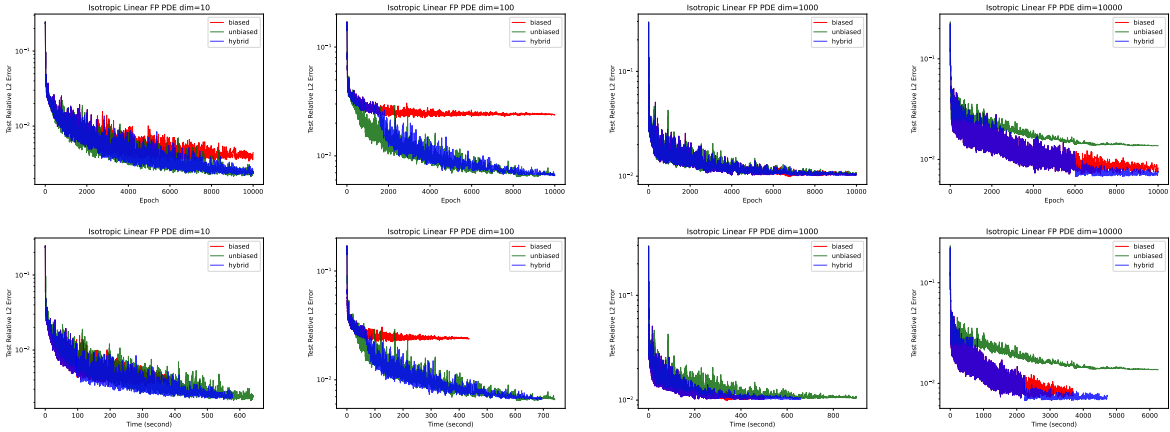 Isotropic Linear FP PDE dim=10
biased
unbiased
hybrid
Test Relative L2 Error
10⁻¹
10⁻²
0 2000 4000 6000 8000 10000
Epoch
Isotropic Linear FP PDE dim=100
biased
unbiased
hybrid
Test Relative L2 Error
10⁻¹
10⁻²
0 2000 4000 6000 8000 10000
Epoch
Isotropic Linear FP PDE dim=1000
biased
unbiased
hybrid
Test Relative L2 Error
10⁻¹
10⁻²
0 2000 4000 6000 8000 10000
Epoch
Isotropic Linear FP PDE dim=10000
biased
unbiased
hybrid
Test Relative L2 Error
10⁻¹
10⁻²
0 2000 4000 6000 8000 10000
Epoch
Isotropic Linear FP PDE dim=10
biased
unbiased
hybrid
Test Relative L2 Error
10⁻¹
10⁻²
0 100 200 300 400 500 600
Time (second)
Isotropic Linear FP PDE dim=100
biased
unbiased
hybrid
Test Relative L2 Error
10⁻¹
10⁻²
0 100 200 300 400 500 600 700
Time (second)
Isotropic Linear FP PDE dim=1000
biased
unbiased
hybrid
Test Relative L2 Error
10⁻¹
10⁻²
0 200 400 600 800
Time (second)
Isotropic Linear FP PDE dim=10000
biased
unbiased
hybrid
Test Relative L2 Error
10⁻¹
10⁻²
0 1000 2000 3000 4000 5000 6000
Time (second)